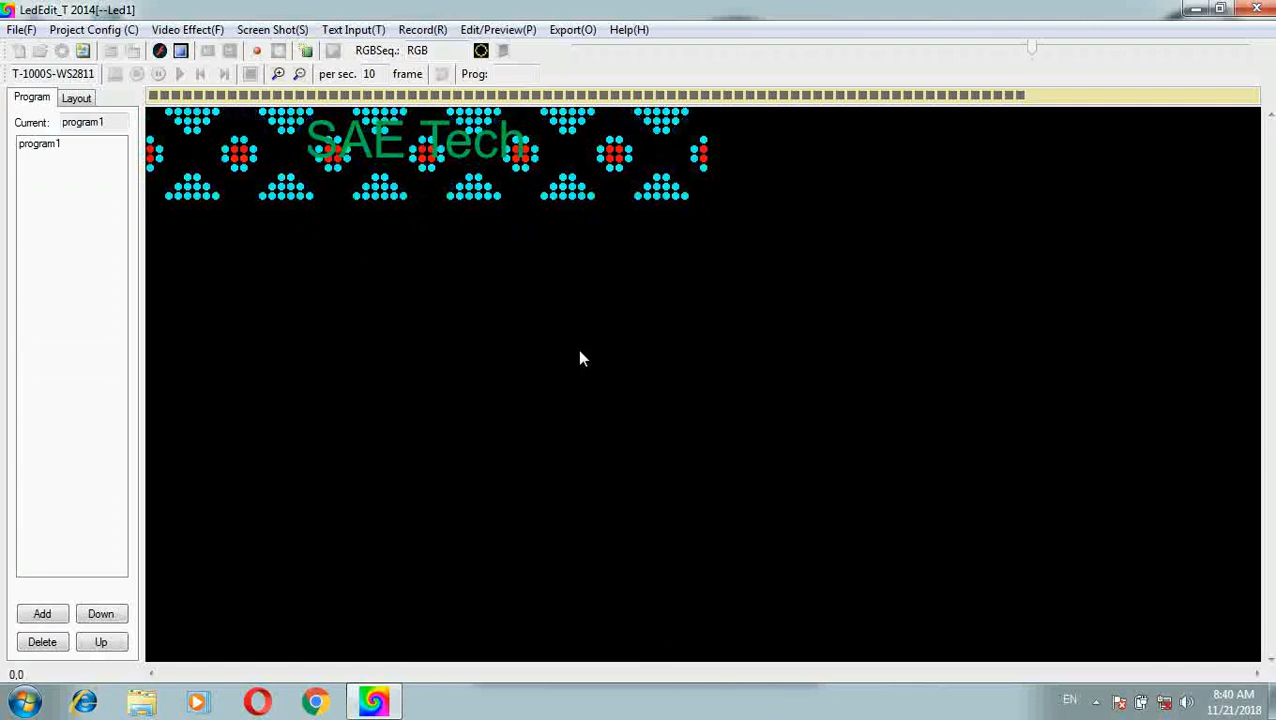 LedEdit_T 2014[--Led1]
File(F) Project Config (C) Video Effect(F) Screen Shot(S) Text Input(T) Record(R) Edit/Preview(P) Export(O) Help(H)
RGBSeq.: RGB
T-1000S-WS2811 per sec. 10 frame Prog:
Program Layout
Current: program1
program1
SAE Tech
Add Down
Delete Up
0,0
EN
8:40 AM
11/21/2018